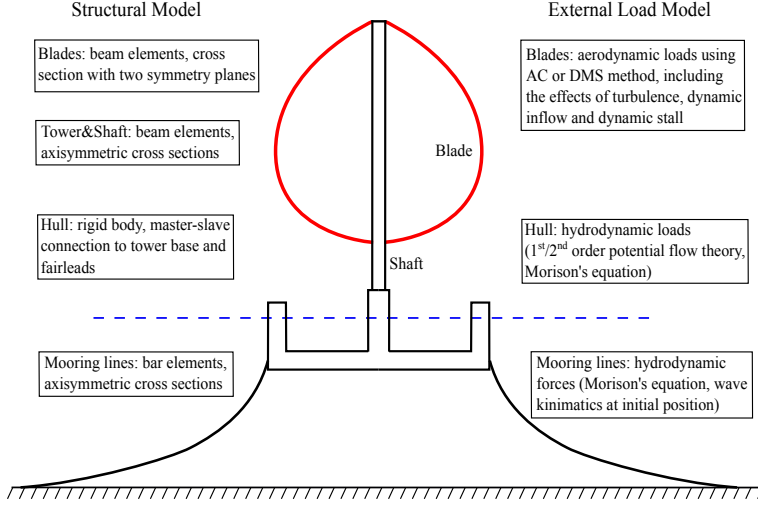 Structural Model
External Load Model
Blades: beam elements, cross
section with two symmetry planes
Tower&Shaft: beam elements,
axisymmetric cross sections
Hull: rigid body, master-slave
connection to tower base and
fairleads
Mooring lines: bar elements,
axisymmetric cross sections
Blade
Shaft
Blades: aerodynamic loads using
AC or DMS method, including
the effects of turbulence, dynamic
inflow and dynamic stall
Hull: hydrodynamic loads
(1st/2nd order potential flow theory,
Morison's equation)
Mooring lines: hydrodynamic
forces (Morison's equation, wave
kinimatics at initial position)